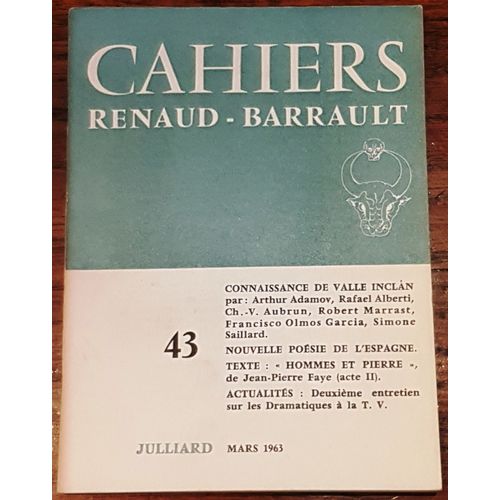 CAHIERS
RENAUD - BARRAULT
CONNAISSANCE DE VALLE INCLÁN
par : Arthur Adamov, Rafael Alberti,
Ch.-V. Aubrun, Robert Marrast,
Francisco Olmos Garcia, Simone
Saillard.
43
NOUVELLE POÉSIE DE L'ESPAGNE.
TEXTE : « HOMMES ET PIERRE »,
de Jean-Pierre Faye (acte II).
ACTUALITÉS : Deuxième entretien
sur les Dramatiques à la T. V.
JULLIARD MARS 1963